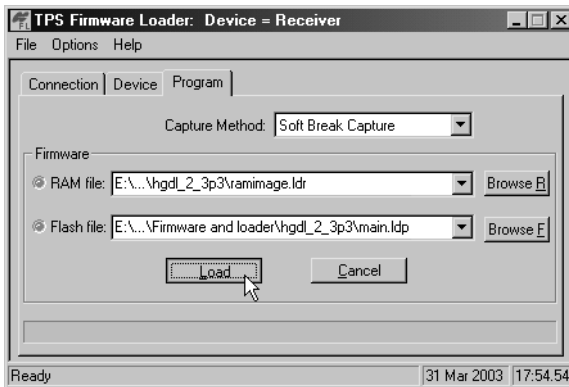 TPS Firmware Loader: Device = Receiver
File Options Help
Connection Device Program
Capture Method: Soft Break Capture
Firmware
RAM file: E:\...\hgdl_2_3p3\ramimage.ldr Browse R
Flash file: E:\...\Firmware and loader\hgdl_2_3p3\main.ldp Browse F
Load Cancel
Ready 31 Mar 2003 17:54.54